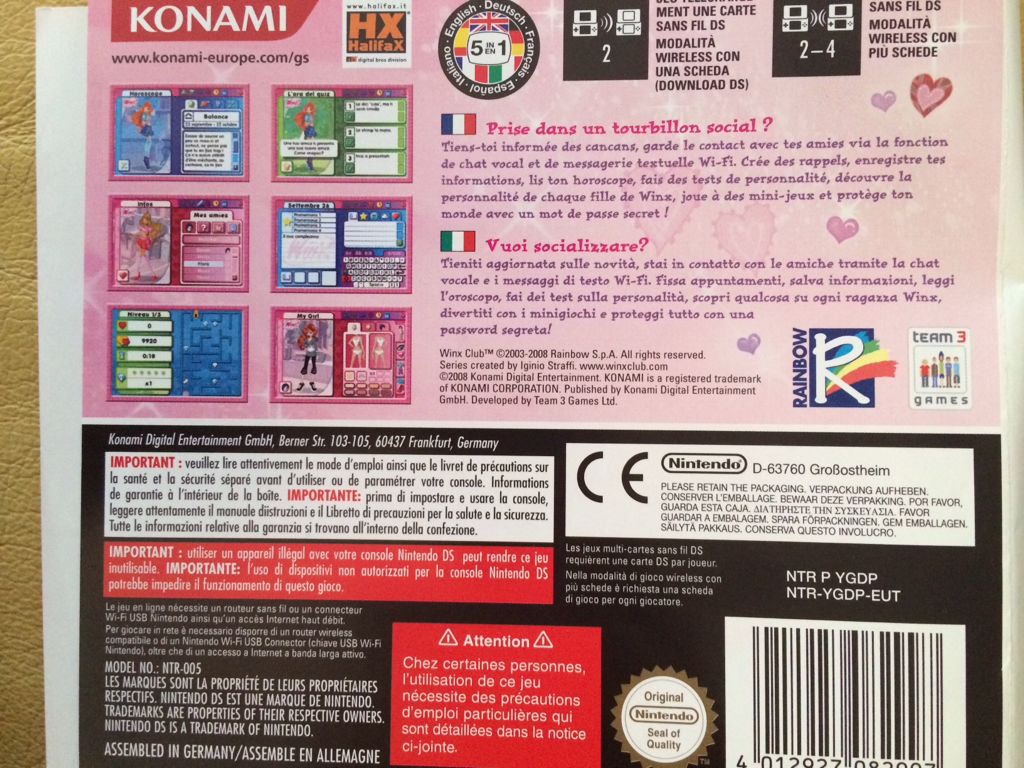 KONAMI
www.konami-europe.com/gs
www.halifax.it
HX
HalifaX
digital bros division
English · Deutsch · Français · Español · Italiano
5 EN 1
2
MENT UNE CARTE
SANS FIL DS
MODALITÀ
WIRELESS CON
UNA SCHEDA
(DOWNLOAD DS)
2-4
SANS FIL DS
MODALITÀ
WIRELESS CON
PIÙ SCHEDE
Horoscope
Balance
L'ora del quiz
Infos
Mes amies
Settembre 26
Niveau 1/3
0
9920
0:18
x1
My Girl
Prise dans un tourbillon social ?
Tiens-toi informée des cancans, garde le contact avec tes amies via la fonction
de chat vocal et de messagerie textuelle Wi-Fi. Crée des rappels, enregistre tes
informations, lis ton horoscope, fais des tests de personnalité, découvre la
personnalité de chaque fille de Winx, joue à des mini-jeux et protège ton
monde avec un mot de passe secret !
Vuoi socializzare?
Tieniti aggiornata sulle novità, stai in contatto con le amiche tramite la chat
vocale e i messaggi di testo Wi-Fi. Fissa appuntamenti, salva informazioni, leggi
l'oroscopo, fai dei test sulla personalità, scopri qualcosa su ogni ragazza Winx,
divertiti con i minigiochi e proteggi tutto con una
password segreta!
Winx Club™ ©2003-2008 Rainbow S.p.A. All rights reserved.
Series created by Iginio Straffi. www.winxclub.com
©2008 Konami Digital Entertainment. KONAMI is a registered trademark
of KONAMI CORPORATION. Published by Konami Digital Entertainment
GmbH. Developed by Team 3 Games Ltd.
RAINBOW
R
team 3
GAMES
Konami Digital Entertainment GmbH, Berner Str. 103-105, 60437 Frankfurt, Germany
IMPORTANT : veuillez lire attentivement le mode d'emploi ainsi que le livret de précautions sur
la santé et la sécurité séparé avant d'utiliser ou de paramétrer votre console. Informations
de garantie à l'intérieur de la boîte. IMPORTANTE: prima di impostare e usare la console,
leggere attentamente il manuale diistruzioni e il Libretto di precauzioni per la salute e la sicurezza.
Tutte le informazioni relative alla garanzia si trovano all'interno della confezione.
IMPORTANT : utiliser un appareil illégal avec votre console Nintendo DS peut rendre ce jeu
inutilisable. IMPORTANTE: l'uso di dispositivi non autorizzati per la console Nintendo DS
potrebbe impedire il funzionamento di questo gioco.
CE Nintendo D-63760 Großostheim
PLEASE RETAIN THE PACKAGING. VERPACKUNG AUFHEBEN.
CONSERVER L'EMBALLAGE. BEWAAR DEZE VERPAKKING. POR FAVOR,
GUARDA ESTA CAJA. ΔΙΑΤΗΡΗΣΤΕ ΤΗΝ ΣΥΣΚΕΥΑΣΙΑ. FAVOR
GUARDAR A EMBALAGEM. SPARA FÖRPACKNINGEN. GEM EMBALLAGEN.
SÄILYTÄ PAKKAUS. CONSERVA QUESTO INVOLUCRO.
Les jeux multi-cartes sans fil DS
requièrent une carte DS par joueur.
Nella modalità di gioco wireless con
più schede è richiesta una scheda
di gioco per ogni giocatore.
NTR P YGDP
NTR-YGDP-EUT
Le jeu en ligne nécessite un routeur sans fil ou un connecteur
Wi-Fi USB Nintendo ainsi qu'un accès Internet haut débit.
Per giocare in rete è necessario disporre di un router wireless
compatibile o di un Nintendo Wi-Fi USB Connector (chiave USB Wi-Fi
Nintendo), oltre che di un accesso a Internet a banda larga attivo.
MODEL NO.: NTR-005
LES MARQUES SONT LA PROPRIÉTÉ DE LEURS PROPRIÉTAIRES
RESPECTIFS. NINTENDO DS EST UNE MARQUE DE NINTENDO.
TRADEMARKS ARE PROPERTIES OF THEIR RESPECTIVE OWNERS.
NINTENDO DS IS A TRADEMARK OF NINTENDO.
ASSEMBLED IN GERMANY/ASSEMBLE EN ALLEMAGNE
Attention
Chez certaines personnes,
l'utilisation de ce jeu
nécessite des précautions
d'emploi particulières qui
sont détaillées dans la notice
ci-jointe.
Original
Nintendo
Seal of
Quality
TM
4 012927